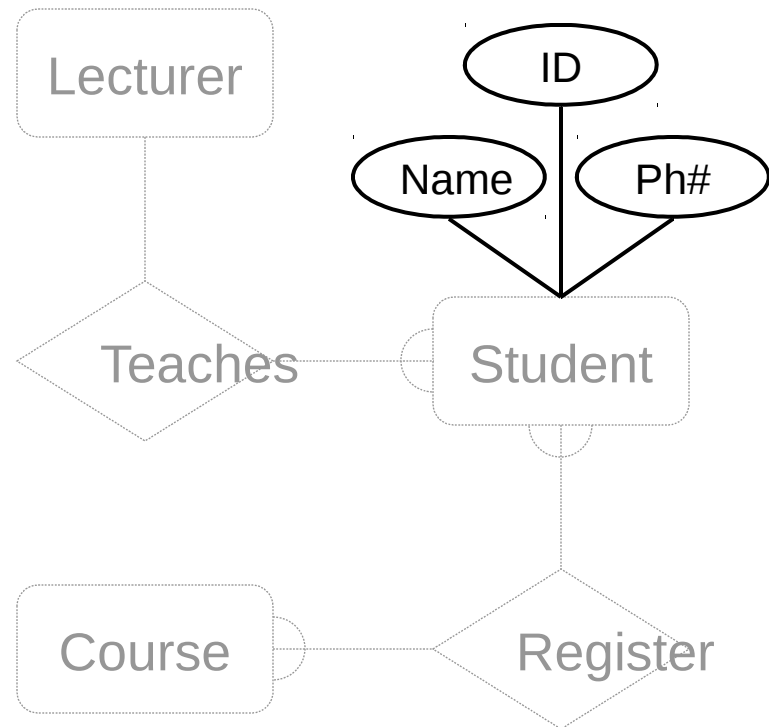 Lecturer
ID
Name
Ph#
Teaches
Student
Course
Register